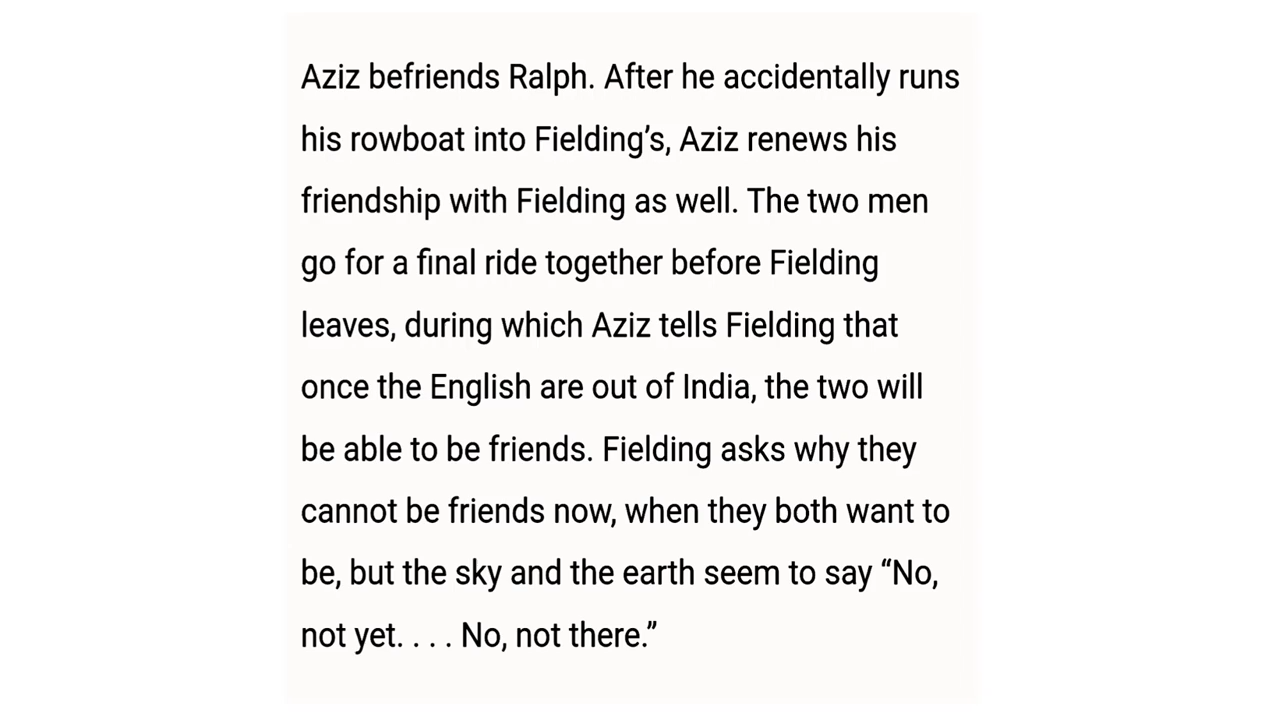 Aziz befriends Ralph. After he accidentally runs
his rowboat into Fielding’s, Aziz renews his
friendship with Fielding as well. The two men
go for a final ride together before Fielding
leaves, during which Aziz tells Fielding that
once the English are out of India, the two will
be able to be friends. Fielding asks why they
cannot be friends now, when they both want to
be, but the sky and the earth seem to say “No,
not yet. . . . No, not there.”